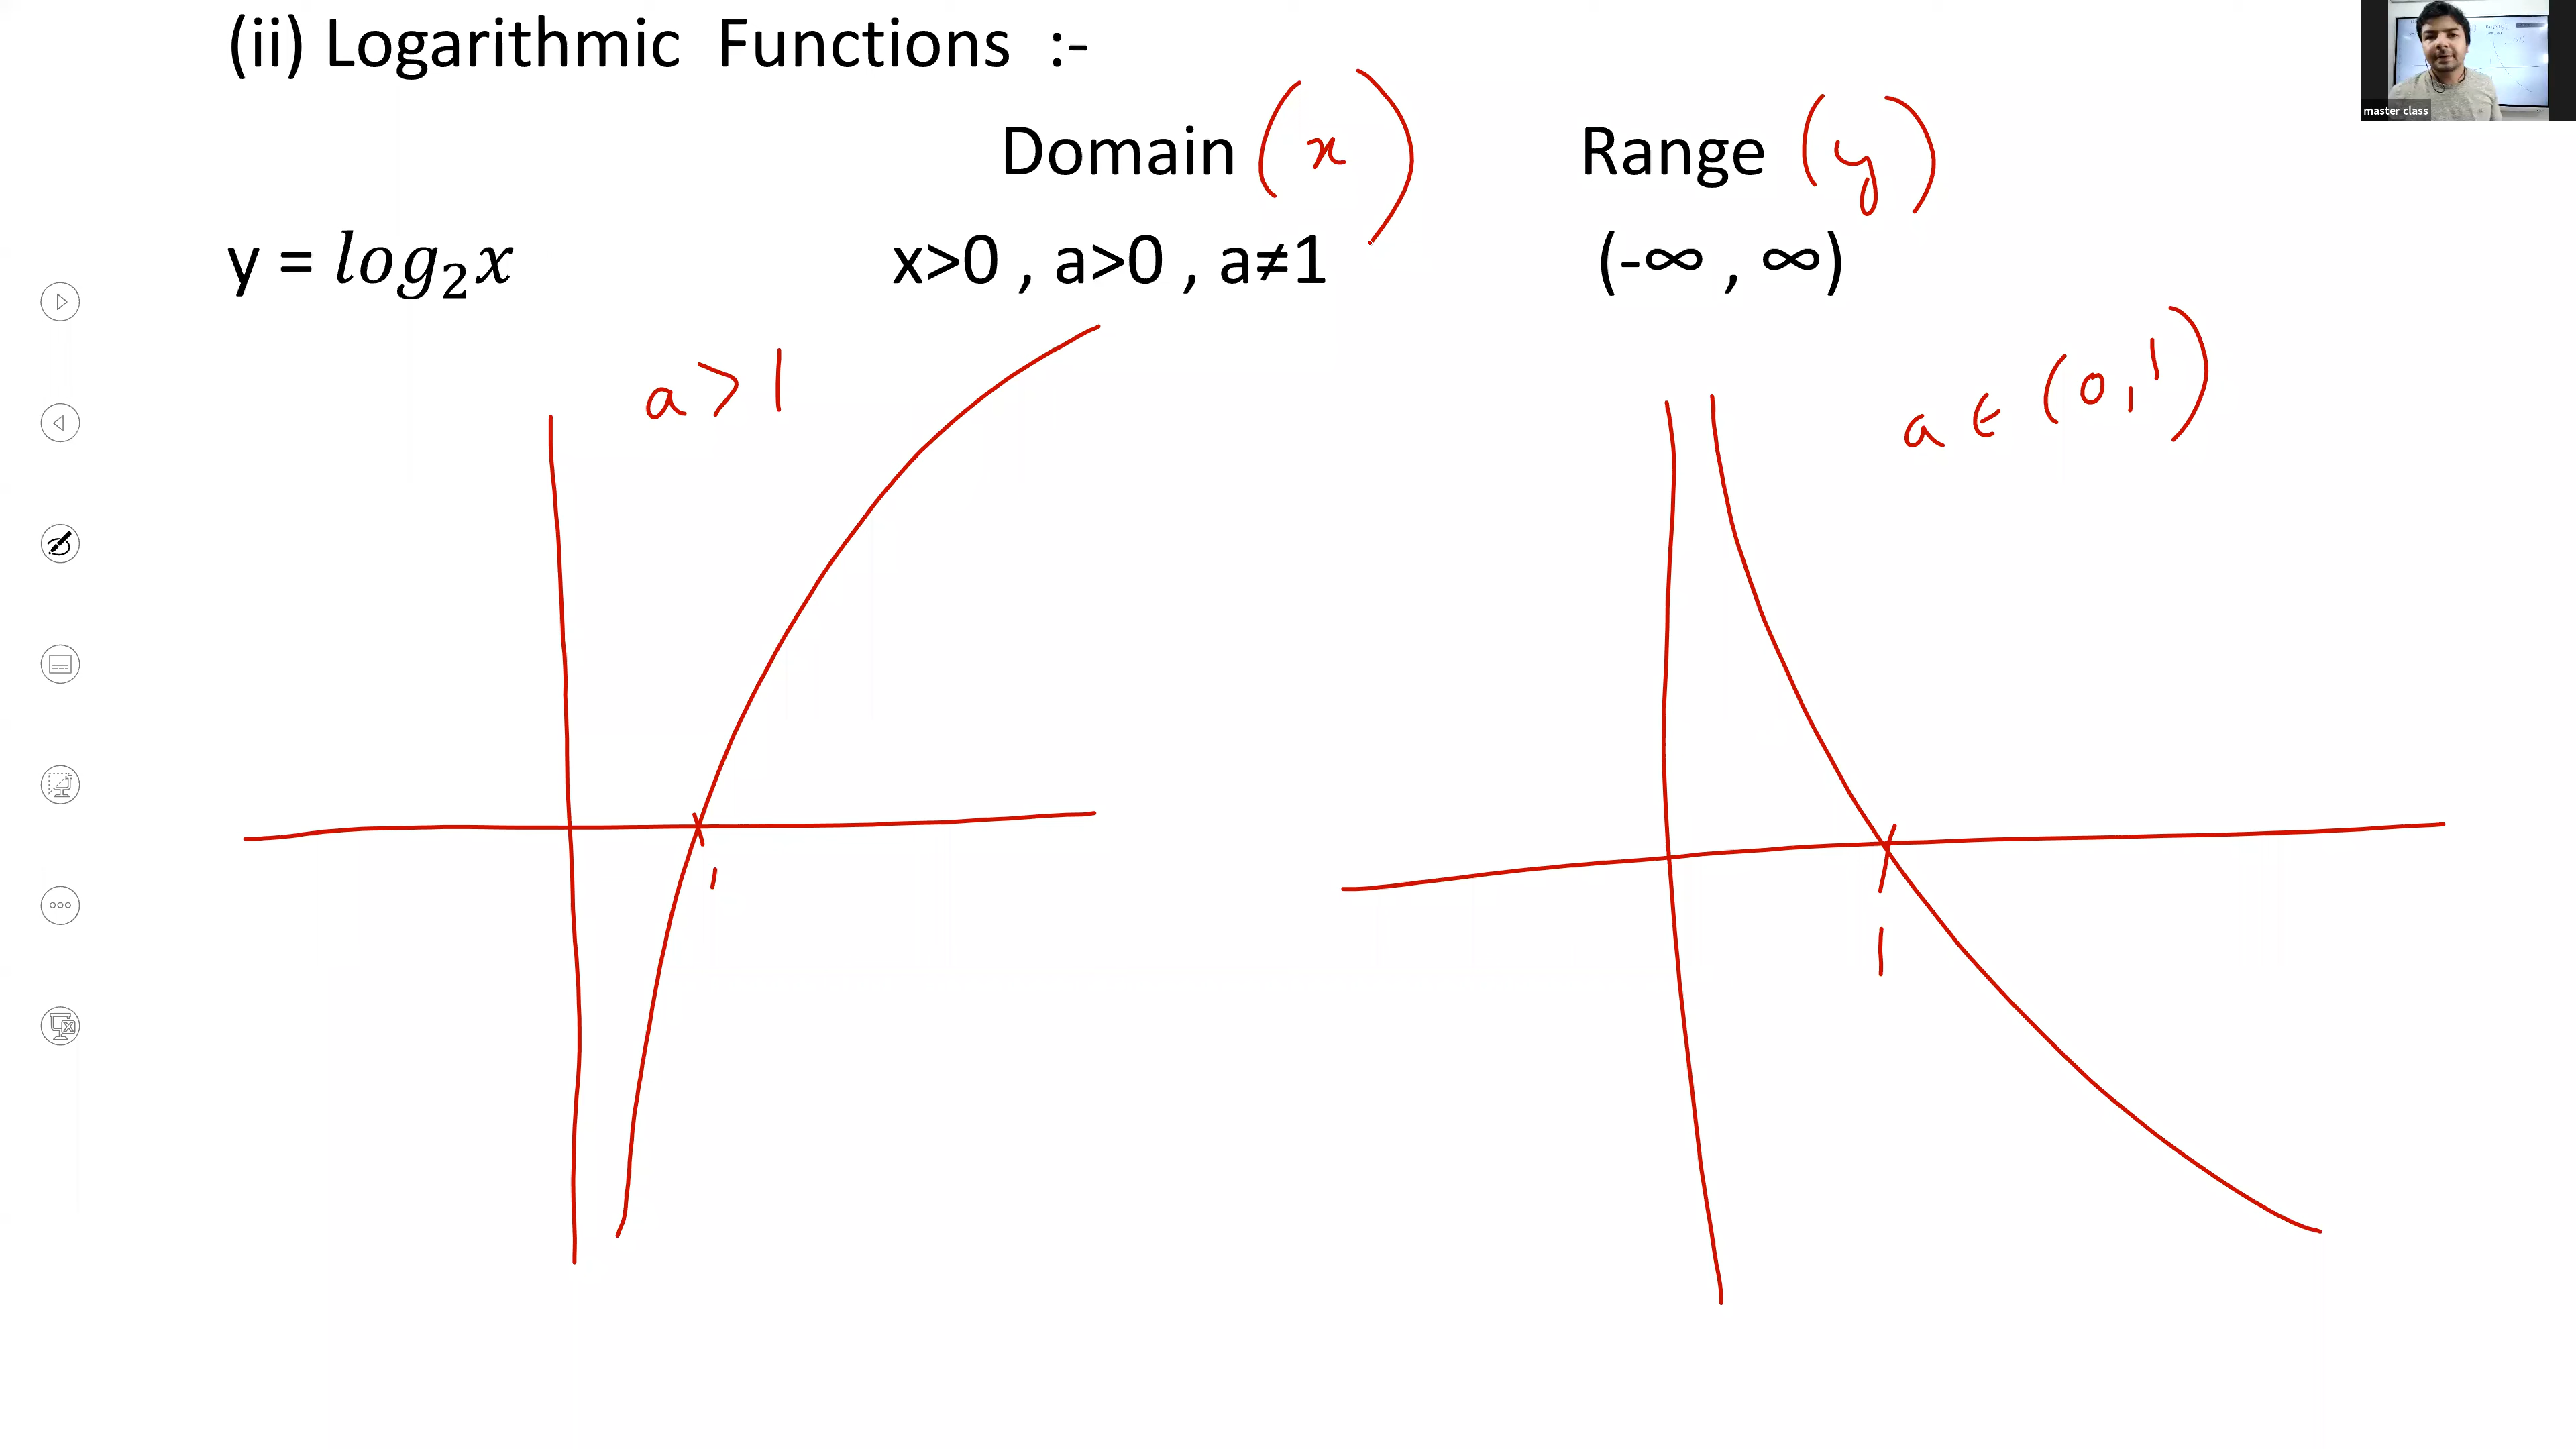 (ii) Logarithmic Functions :-
master class
Domain (x) Range (y)
y = log₂x x>0 , a>0 , a≠1 (-∞ , ∞)
a > 1 a ∈ (0,1)
1 1